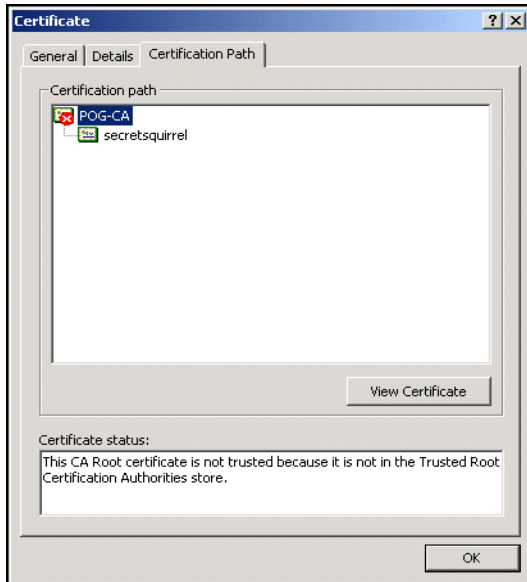 Certificate
General
Details
Certification Path
Certification path
POG-CA
secretsquirrel
View Certificate
Certificate status:
This CA Root certificate is not trusted because it is not in the Trusted Root
Certification Authorities store.
OK